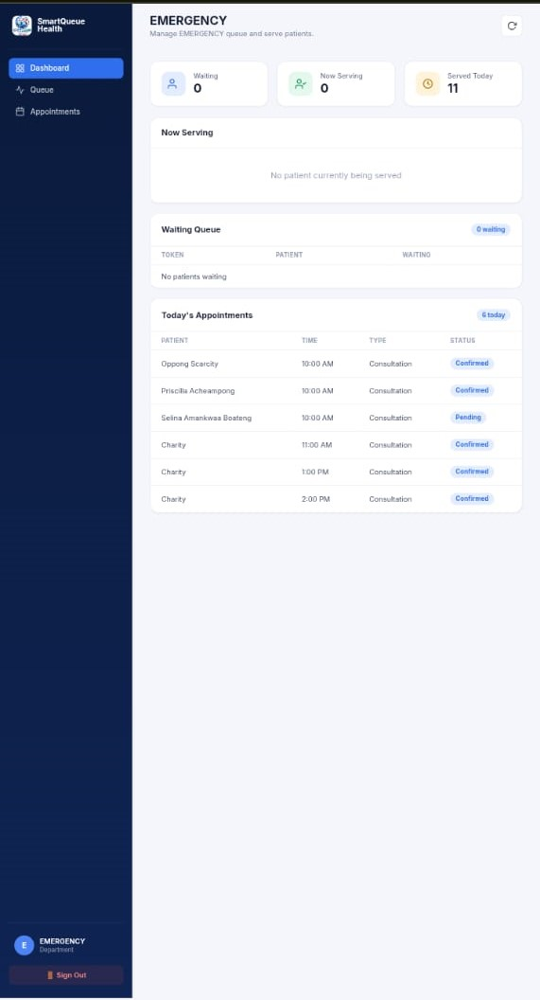 SmartQueue
Health
Dashboard
Queue
Appointments
EMERGENCY
Manage EMERGENCY queue and serve patients.
Waiting
0
Now Serving
0
Served Today
11
Now Serving
No patient currently being served
Waiting Queue
0 waiting
TOKEN PATIENT WAITING
No patients waiting
Today's Appointments
6 today
PATIENT TIME TYPE STATUS
Oppong Scarcity 10:00 AM Consultation Confirmed
Priscilla Acheampong 10:00 AM Consultation Confirmed
Selina Amankwaa Boateng 10:00 AM Consultation Pending
Charity 11:00 AM Consultation Confirmed
Charity 1:00 PM Consultation Confirmed
Charity 2:00 PM Consultation Confirmed
E
EMERGENCY
Department
Sign Out